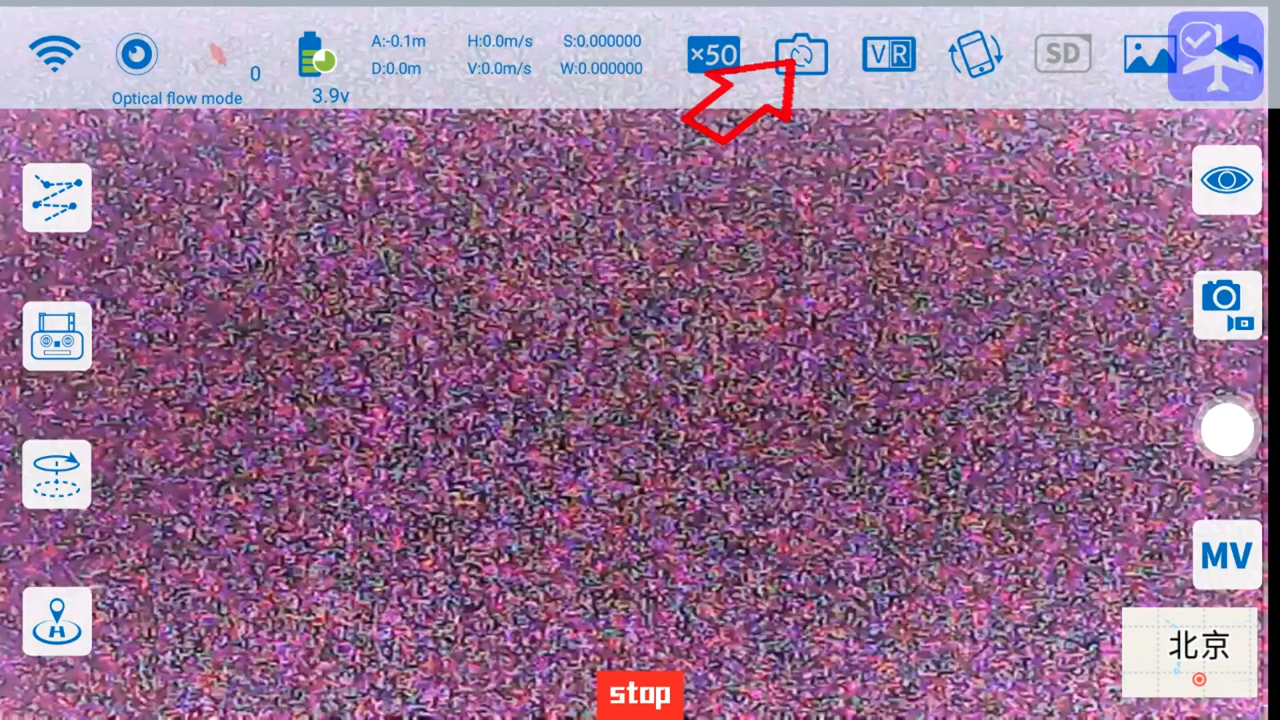 A:-0.1m H:0.0m/s S:0.000000
×50
VR
SD
0
D:0.0m V:0.0m/s W:0.000000
Optical flow mode
3.9v
H
MV
北京
stop